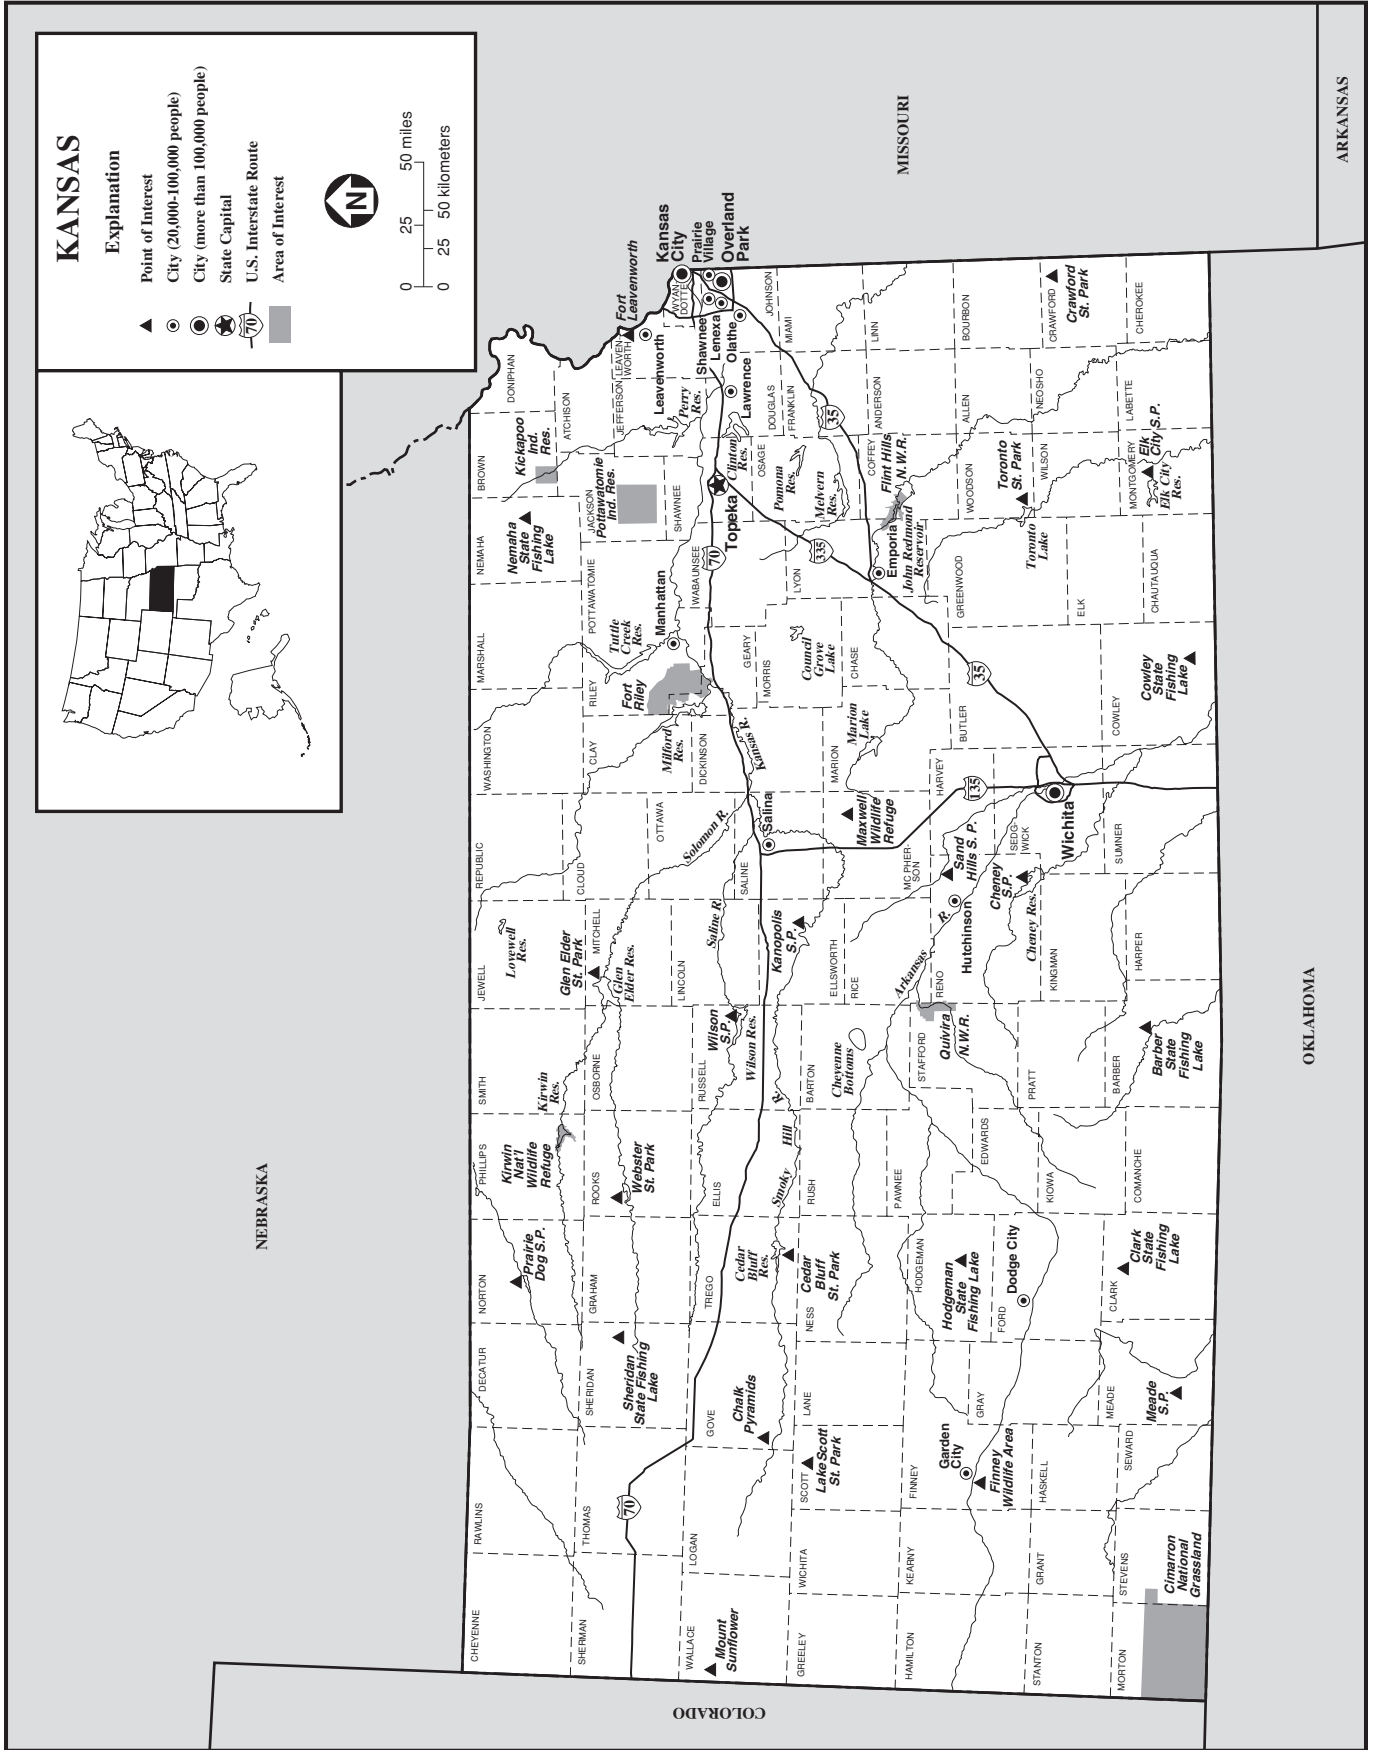 KANSAS
Explanation
Point of Interest
City (20,000-100,000 people)
City (more than 100,000 people)
State Capital
70
U.S. Interstate Route
Area of Interest
N
0
25
50 miles
0
25
50 kilometers
NEBRASKA
MISSOURI
ARKANSAS
OKLAHOMA
COLORADO
CHEYENNE
RAWLINS
DECATUR
NORTON
PHILLIPS
SMITH
JEWELL
REPUBLIC
WASHINGTON
MARSHALL
NEMAHA
BROWN
DONIPHAN
Prairie
Dog S.P.
Kirwin
Nat'l
Wildlife
Refuge
Kirwin
Res.
Lovewell
Res.
Nemaha
State
Fishing
Lake
Kickapoo
Ind.
Res.
ATCHISON
SHERMAN
THOMAS
SHERIDAN
GRAHAM
ROOKS
OSBORNE
MITCHELL
CLOUD
CLAY
RILEY
POTTAWATOMIE
JACKSON
JEFFERSON
LEAVEN-
WORTH
Fort
Leavenworth
Leavenworth
Glen Elder
St. Park
Glen
Elder Res.
Pottawatomie
Ind. Res.
Tuttle
Creek
Res.
Fort
Riley
Manhattan
Sheridan
State Fishing
Lake
Webster
St. Park
70
OTTAWA
LINCOLN
Solomon R.
Milford
Res.
SHAWNEE
Perry
Res.
WYAN-
DOTTE
Kansas
City
Prairie
Village
Overland
Park
Shawnee
Lenexa
Olathe
Lawrence
WALLACE
LOGAN
GOVE
TREGO
ELLIS
RUSSELL
SALINE
DICKINSON
GEARY
WABAUNSEE
70
Topeka
Clinton
Res.
DOUGLAS
JOHNSON
Mount
Sunflower
Chalk
Pyramids
Cedar
Bluff
Res.
Wilson
S.P.
Wilson Res.
Saline R.
Salina
Kansas R.
MORRIS
OSAGE
FRANKLIN
MIAMI
GREELEY
WICHITA
SCOTT
LANE
NESS
RUSH
BARTON
ELLSWORTH
RICE
MARION
CHASE
LYON
Lake Scott
St. Park
Cedar
Bluff
St. Park
Smoky
Hill
R.
Kanopolis
S.P.
Cheyenne
Bottoms
Maxwell
Wildlife
Refuge
Marion
Lake
Council
Grove
Lake
335
Pomona
Res.
Melvern
Res.
35
COFFEY
ANDERSON
LINN
Emporia
Flint Hills
N.W.R.
John Redmond
Reservoir
HAMILTON
KEARNY
FINNEY
HODGEMAN
PAWNEE
STAFFORD
RENO
MC PHER-
SON
HARVEY
BUTLER
GREENWOOD
WOODSON
ALLEN
BOURBON
Garden
City
Finney
Wildlife Area
Hodgeman
State
Fishing Lake
Quivira
N.W.R.
Arkansas
R.
Hutchinson
Sand
Hills S. P.
135
35
GRAY
FORD
EDWARDS
Dodge City
Cheney
S.P.
Cheney Res.
SEDG-
WICK
Wichita
Toronto
St. Park
Toronto
Lake
STANTON
GRANT
HASKELL
KIOWA
PRATT
KINGMAN
ELK
WILSON
NEOSHO
CRAWFORD
Crawford
St. Park
MORTON
STEVENS
SEWARD
MEADE
CLARK
COMANCHE
BARBER
HARPER
SUMNER
COWLEY
CHAUTAUQUA
MONTGOMERY
LABETTE
CHEROKEE
Cimarron
National
Grassland
Meade
S.P.
Clark
State
Fishing
Lake
Barber
State
Fishing
Lake
Cowley
State
Fishing
Lake
Elk
City S.P.
Elk City
Res.